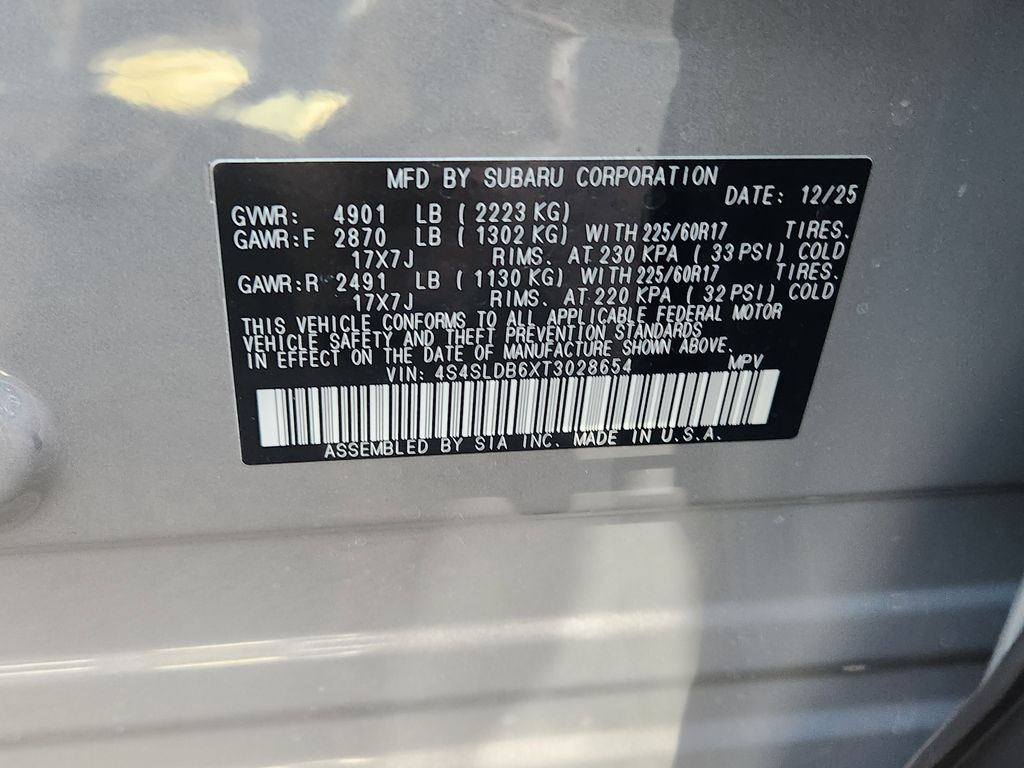 MFD BY SUBARU CORPORATION
DATE: 12/25
GVWR: 4901 LB ( 2223 KG)
GAWR:F 2870 LB ( 1302 KG) WITH 225/60R17 TIRES.
17X7J RIMS. AT 230 KPA ( 33 PSI) COLD
GAWR:R 2491 LB ( 1130 KG) WITH 225/60R17 TIRES.
17X7J RIMS. AT 220 KPA ( 32 PSI) COLD
THIS VEHICLE CONFORMS TO ALL APPLICABLE FEDERAL MOTOR
VEHICLE SAFETY AND THEFT PREVENTION STANDARDS
IN EFFECT ON THE DATE OF MANUFACTURE SHOWN ABOVE.
VIN: 4S4SLDB6XT3028654 MPV
ASSEMBLED BY SIA INC. MADE IN U.S.A.